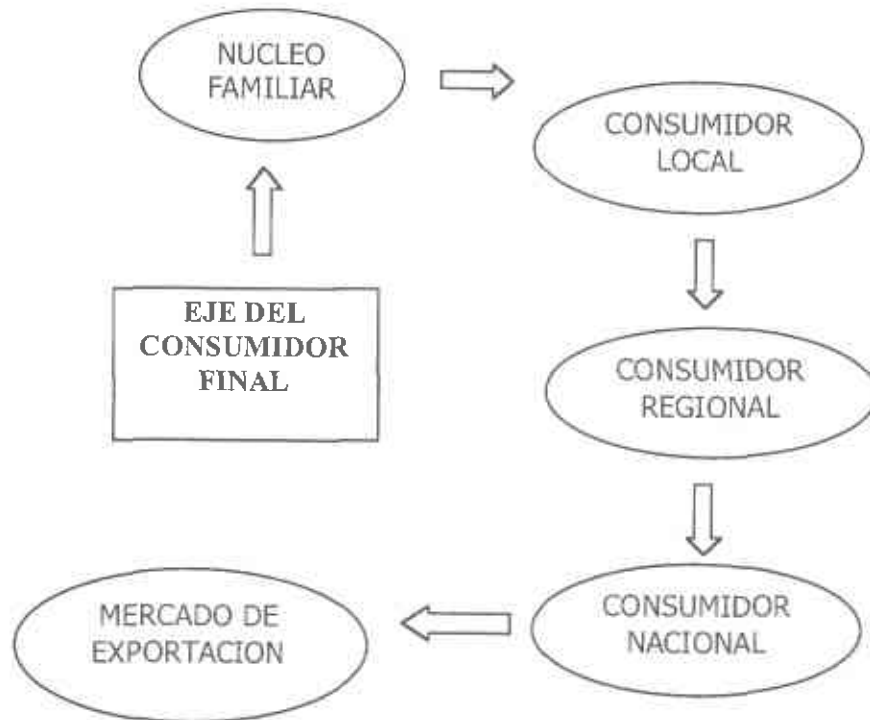 NUCLEO
FAMILIAR
CONSUMIDOR
LOCAL
EJE DEL
CONSUMIDOR
FINAL
CONSUMIDOR
REGIONAL
CONSUMIDOR
NACIONAL
MERCADO DE
EXPORTACION